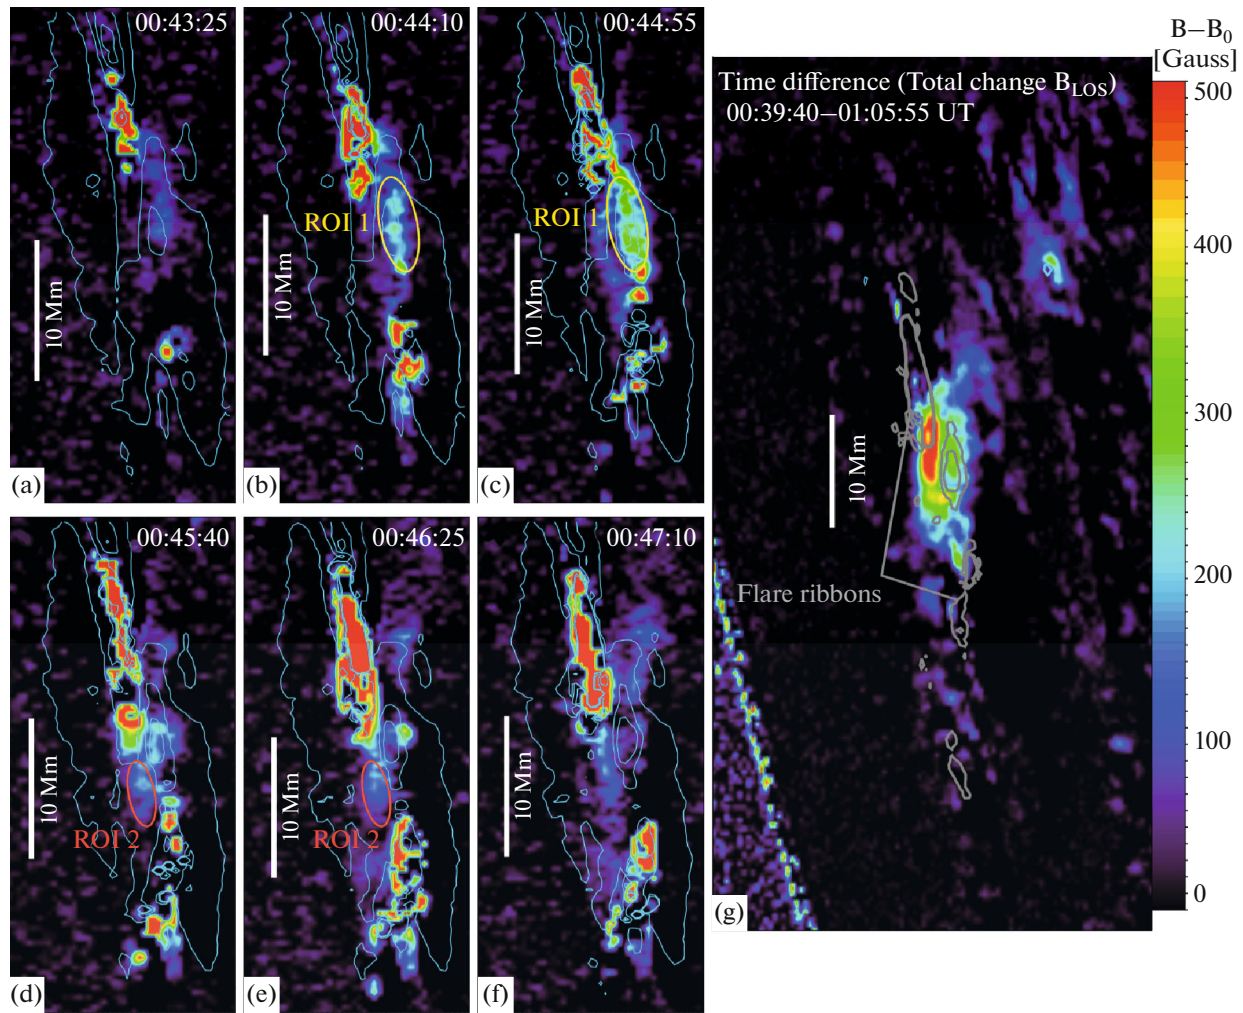 00:43:25
10 Mm
(a)
00:44:10
ROI 1
10 Mm
(b)
00:44:55
ROI 1
10 Mm
(c)
00:45:40
10 Mm
ROI 2
(d)
00:46:25
10 Mm
ROI 2
(e)
00:47:10
10 Mm
(f)
Time difference (Total change B_LOS)
00:39:40–01:05:55 UT
10 Mm
Flare ribbons
(g)
B–B₀
[Gauss]
500
400
300
200
100
0